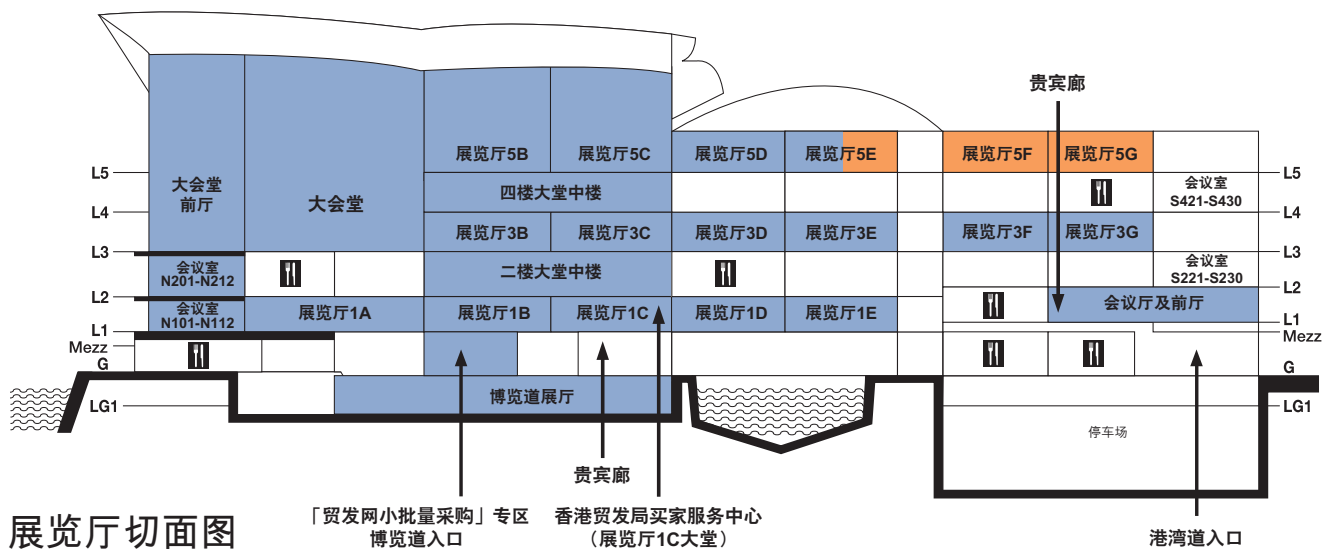 贵宾廊
展览厅5B
展览厅5C
展览厅5D
展览厅5E
展览厅5F
展览厅5G
L5
L5
大会堂
前厅
大会堂
四楼大堂中楼
会议室
S421-S430
L4
L4
展览厅3B
展览厅3C
展览厅3D
展览厅3E
展览厅3F
展览厅3G
L3
L3
会议室
N201-N212
二楼大堂中楼
会议室
S221-S230
L2
L2
会议室
N101-N112
展览厅1A
展览厅1B
展览厅1C
展览厅1D
展览厅1E
会议厅及前厅
L1
L1
Mezz
Mezz
G
G
博览道展厅
LG1
LG1
停车场
贵宾廊
「贸发网小批量采购」专区
博览道入口
香港贸发局买家服务中心
（展览厅1C大堂）
港湾道入口
展览厅切面图